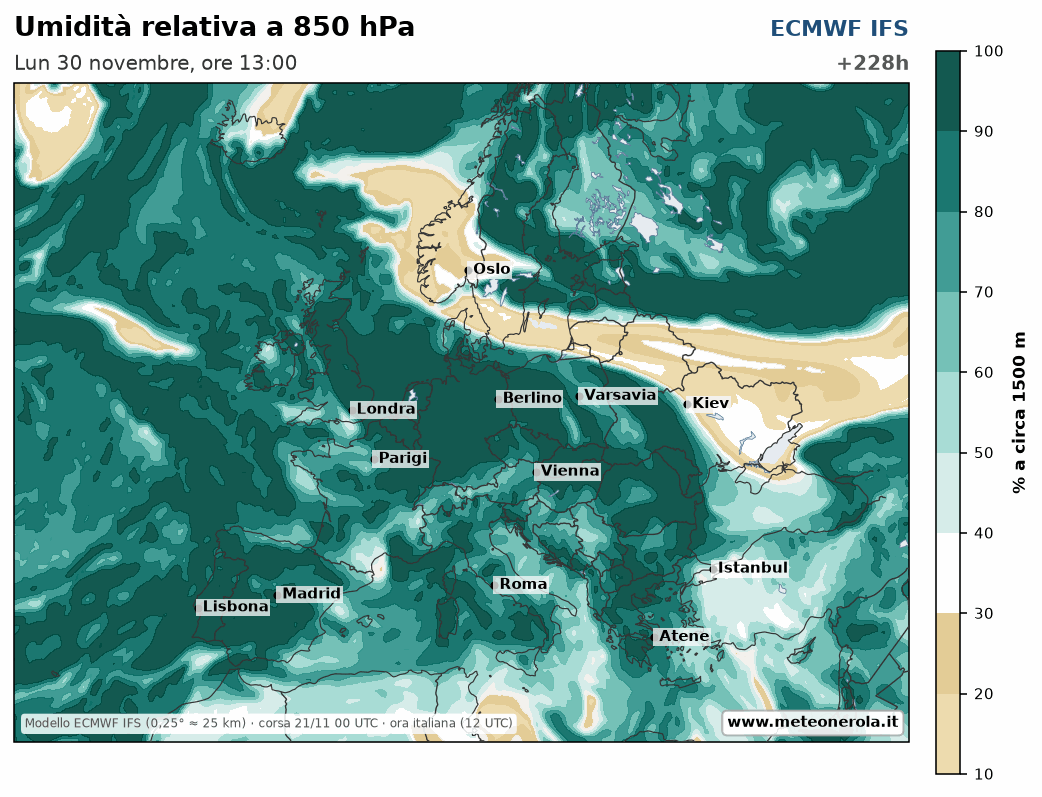 Umidità relativa a 850 hPa
ECMWF IFS
Lun 30 novembre, ore 13:00
+228h
100
90
80
70
60
50
40
30
20
10
% a circa 1500 m
Oslo
Londra
Berlino
Varsavia
Kiev
Parigi
Vienna
Istanbul
Roma
Madrid
Lisbona
Atene
Modello ECMWF IFS (0,25° ≈ 25 km) · corsa 21/11 00 UTC · ora italiana (12 UTC)
www.meteonerola.it